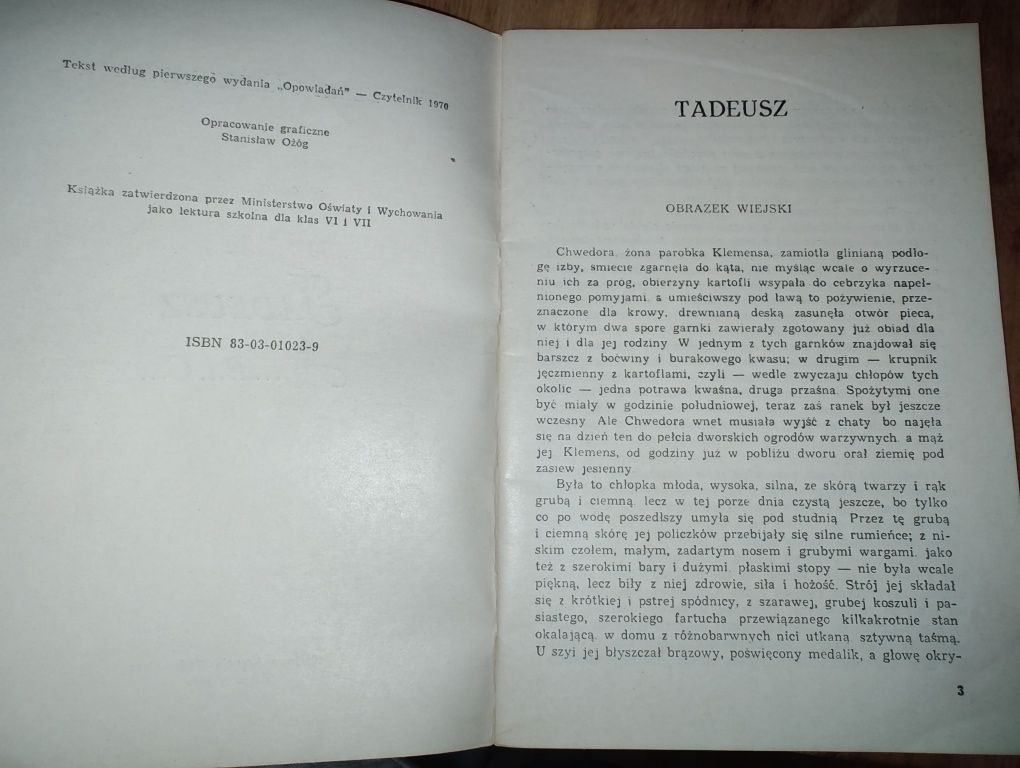 Tekst według pierwszego wydania „Opowiadań” — Czytelnik 1970
Opracowanie graficzne
Stanisław Ożóg
Książka zatwierdzona przez Ministerstwo Oświaty i Wychowania
jako lektura szkolna dla klas VI i VII
ISBN 83-03-01023-9
TADEUSZ
OBRAZEK WIEJSKI
Chwedora, żona parobka Klemensa, zamiotła glinianą podło-
gę izby, śmiecie zgarnęła do kąta, nie myśląc wcale o wyrzuce-
niu ich za próg, obierzyny kartofli wsypała do cebrzyka napeł-
nionego pomyjami, a umieściwszy pod ławą to pożywienie, prze-
znaczone dla krowy, drewnianą deską zasunęła otwór pieca,
w którym dwa spore garnki zawierały zgotowany już obiad dla
niej i dla jej rodziny W jednym z tych garnków znajdował się
barszcz z boćwiny i burakowego kwasu; w drugim — krupnik
jęczmienny z kartoflami, czyli — wedle zwyczaju chłopów tych
okolic — jedna potrawa kwaśna, druga przaśna. Spożytymi one
być miały w godzinie południowej, teraz zaś ranek był jeszcze
wczesny Ale Chwedora wnet musiała wyjść z chaty bo najęła
się na dzień ten do pełcia dworskich ogrodów warzywnych, a mąż
jej, Klemens, od godziny już w pobliżu dworu orał ziemię pod
zasiew jesienny.
Była to chłopka młoda, wysoka, silna, ze skórą twarzy i rąk
grubą i ciemną, lecz w tej porze dnia czystą jeszcze, bo tylko
co po wodę poszedłszy umyła się pod studnią Przez tę grubą
i ciemną skórę jej policzków przebijały się silne rumieńce; z ni-
skim czołem, małym, zadartym nosem i grubymi wargami, jako
też z szerokimi bary i dużymi, płaskimi stopy — nie była wcale
piękną, lecz biły z niej zdrowie, siła i hożość. Strój jej składał
się z krótkiej i pstrej spódnicy, z szarawej, grubej koszuli i pa-
siastego, szerokiego fartucha przewiązanego kilkakrotnie stan
okalającą, w domu z różnobarwnych nici utkaną, sztywną taśmą.
U szyi jej błyszczał brązowy, poświęcony medalik, a głowę okry-
3